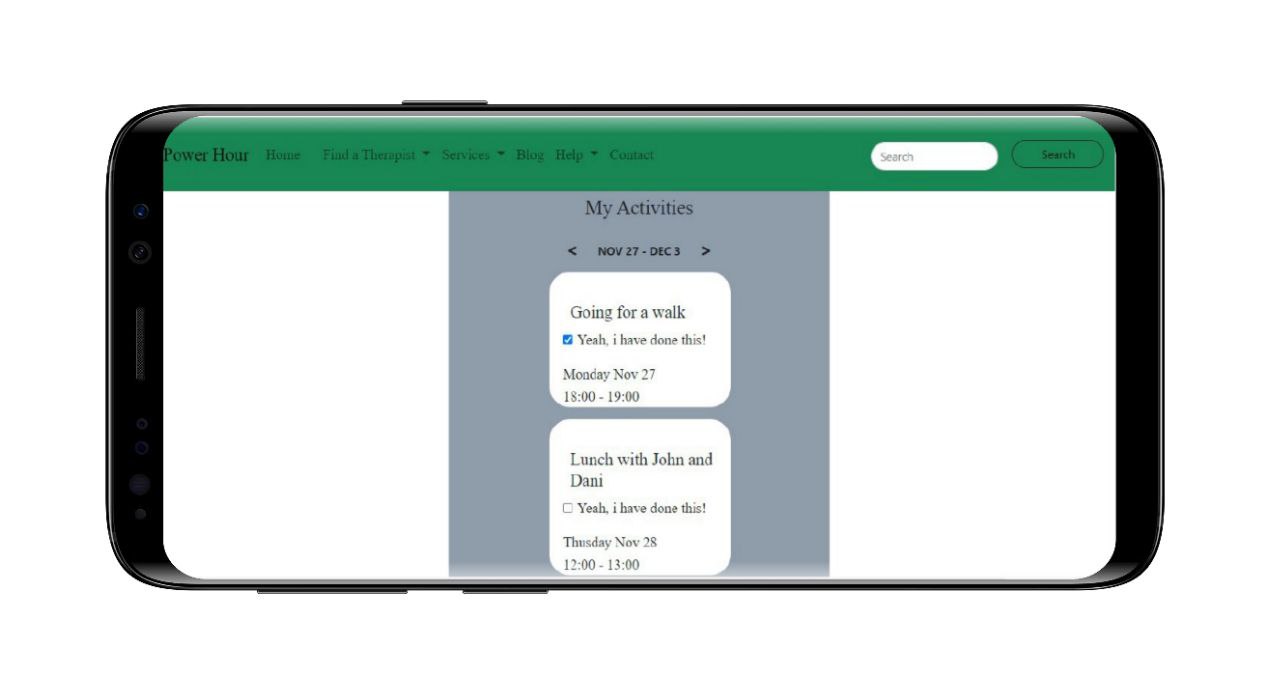 Power Hour Home Find a Therapist Services Blog Help Contact Search Search
My Activities
< NOV 27 - DEC 3 >
Going for a walk
Yeah, i have done this!
Monday Nov 27
18:00 - 19:00
Lunch with John and
Dani
Yeah, i have done this!
Thusday Nov 28
12:00 - 13:00